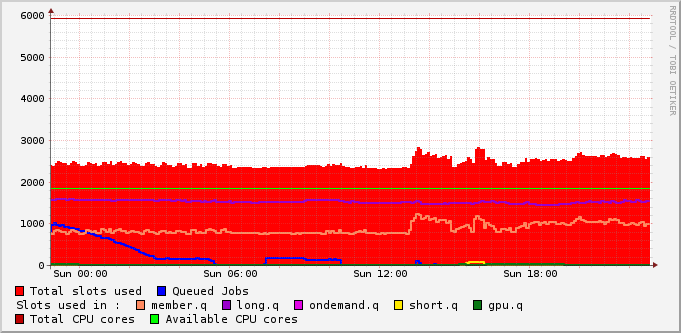 RRDTOOL / TOBI OETIKER
6000
5000
4000
3000
2000
1000
0
Sun 00:00 Sun 06:00 Sun 12:00 Sun 18:00
Total slots used Queued Jobs
Slots used in : member.q long.q ondemand.q short.q gpu.q
Total CPU cores Available CPU cores